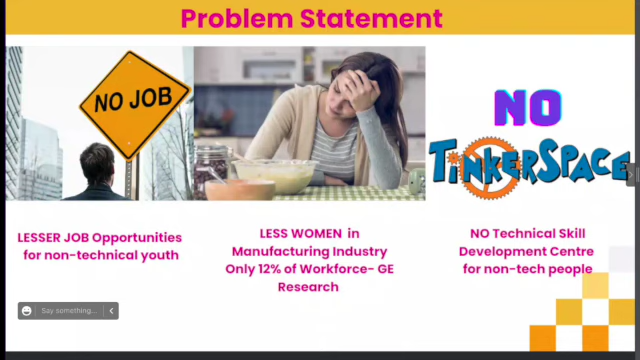 Problem Statement
NO JOB
NO
TINKERSPACE
LESSER JOB Opportunities
for non-technical youth
LESS WOMEN in
Manufacturing Industry
Only 12% of Workforce- GE
Research
NO Technical Skill
Development Centre
for non-tech people
Say something...